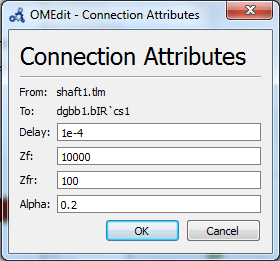 OMEdit - Connection Attributes
Connection Attributes
From: shaft1.tlm
To: dgbb1.bIR`cs1
Delay: 1e-4
Zf: 10000
Zfr: 100
Alpha: 0.2
OK Cancel